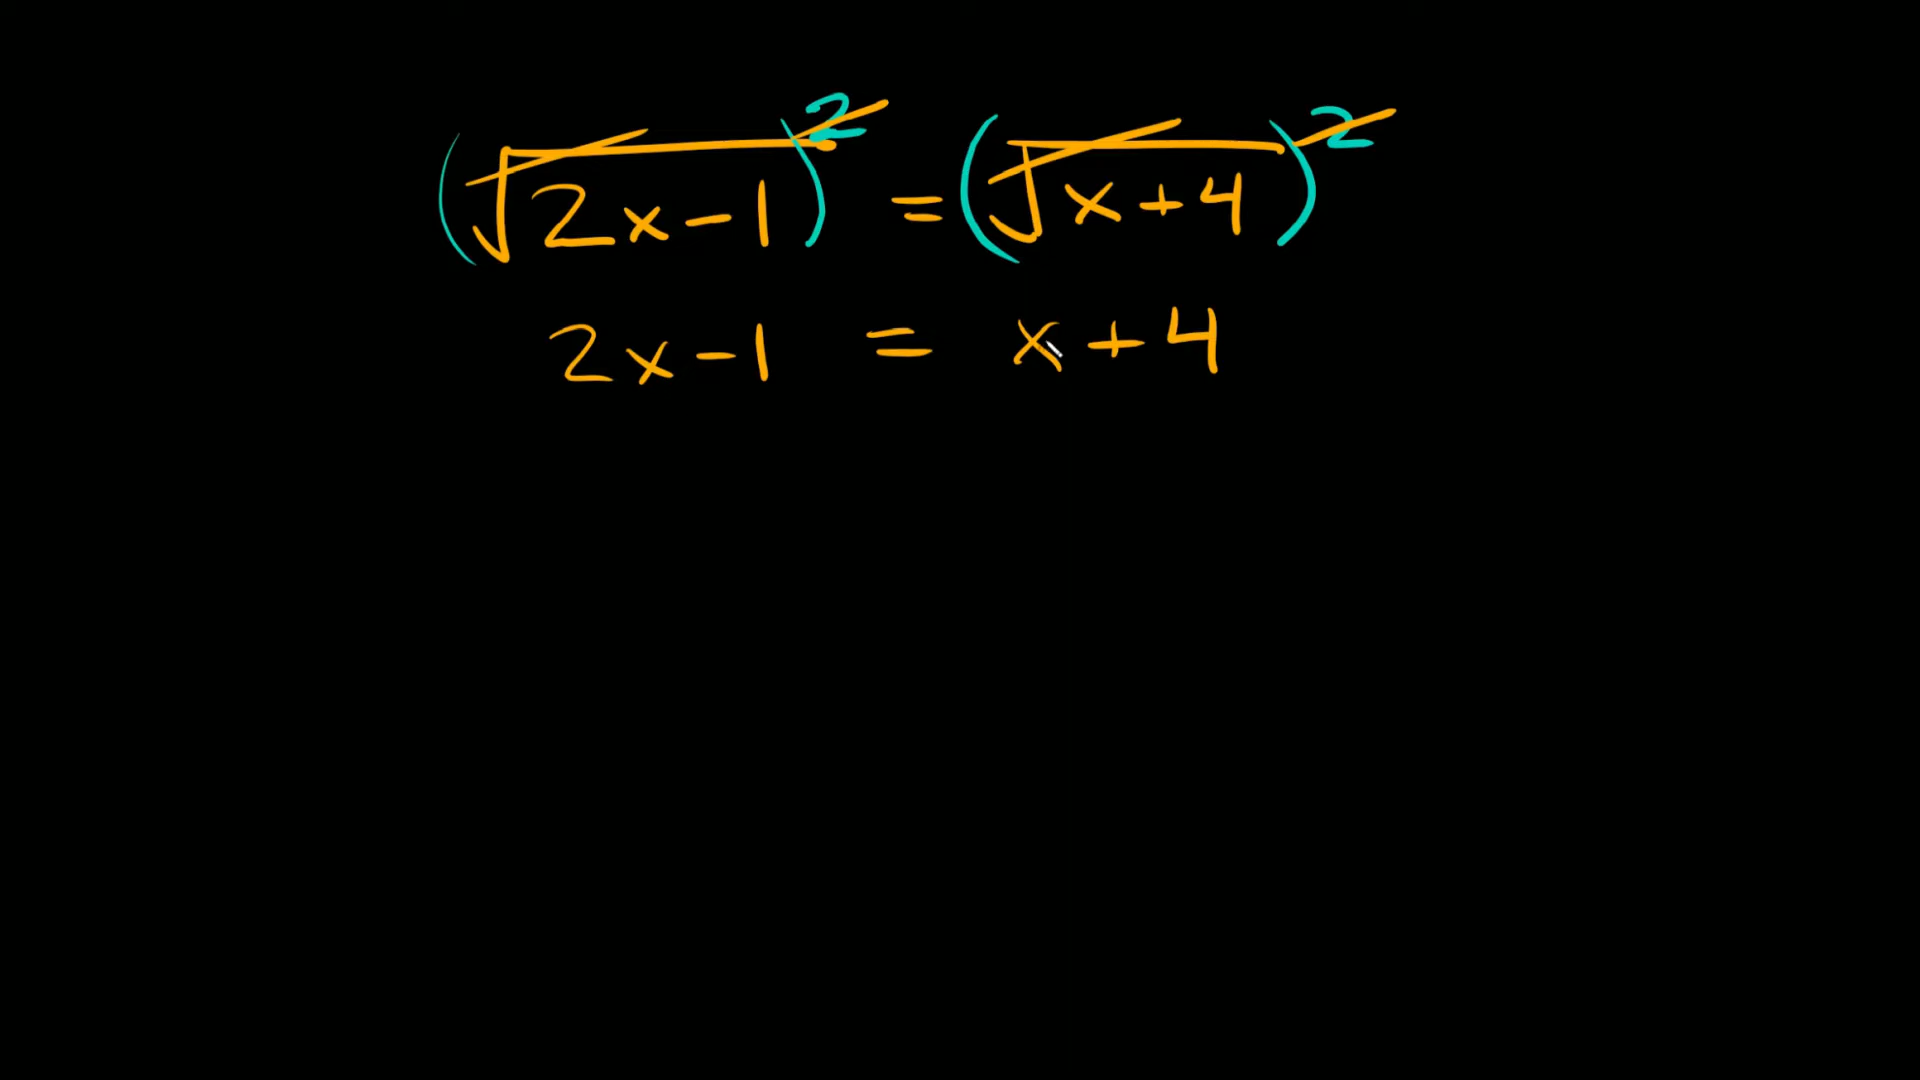 (√2x-1)² = (√x+4)²
2x-1 = x+4